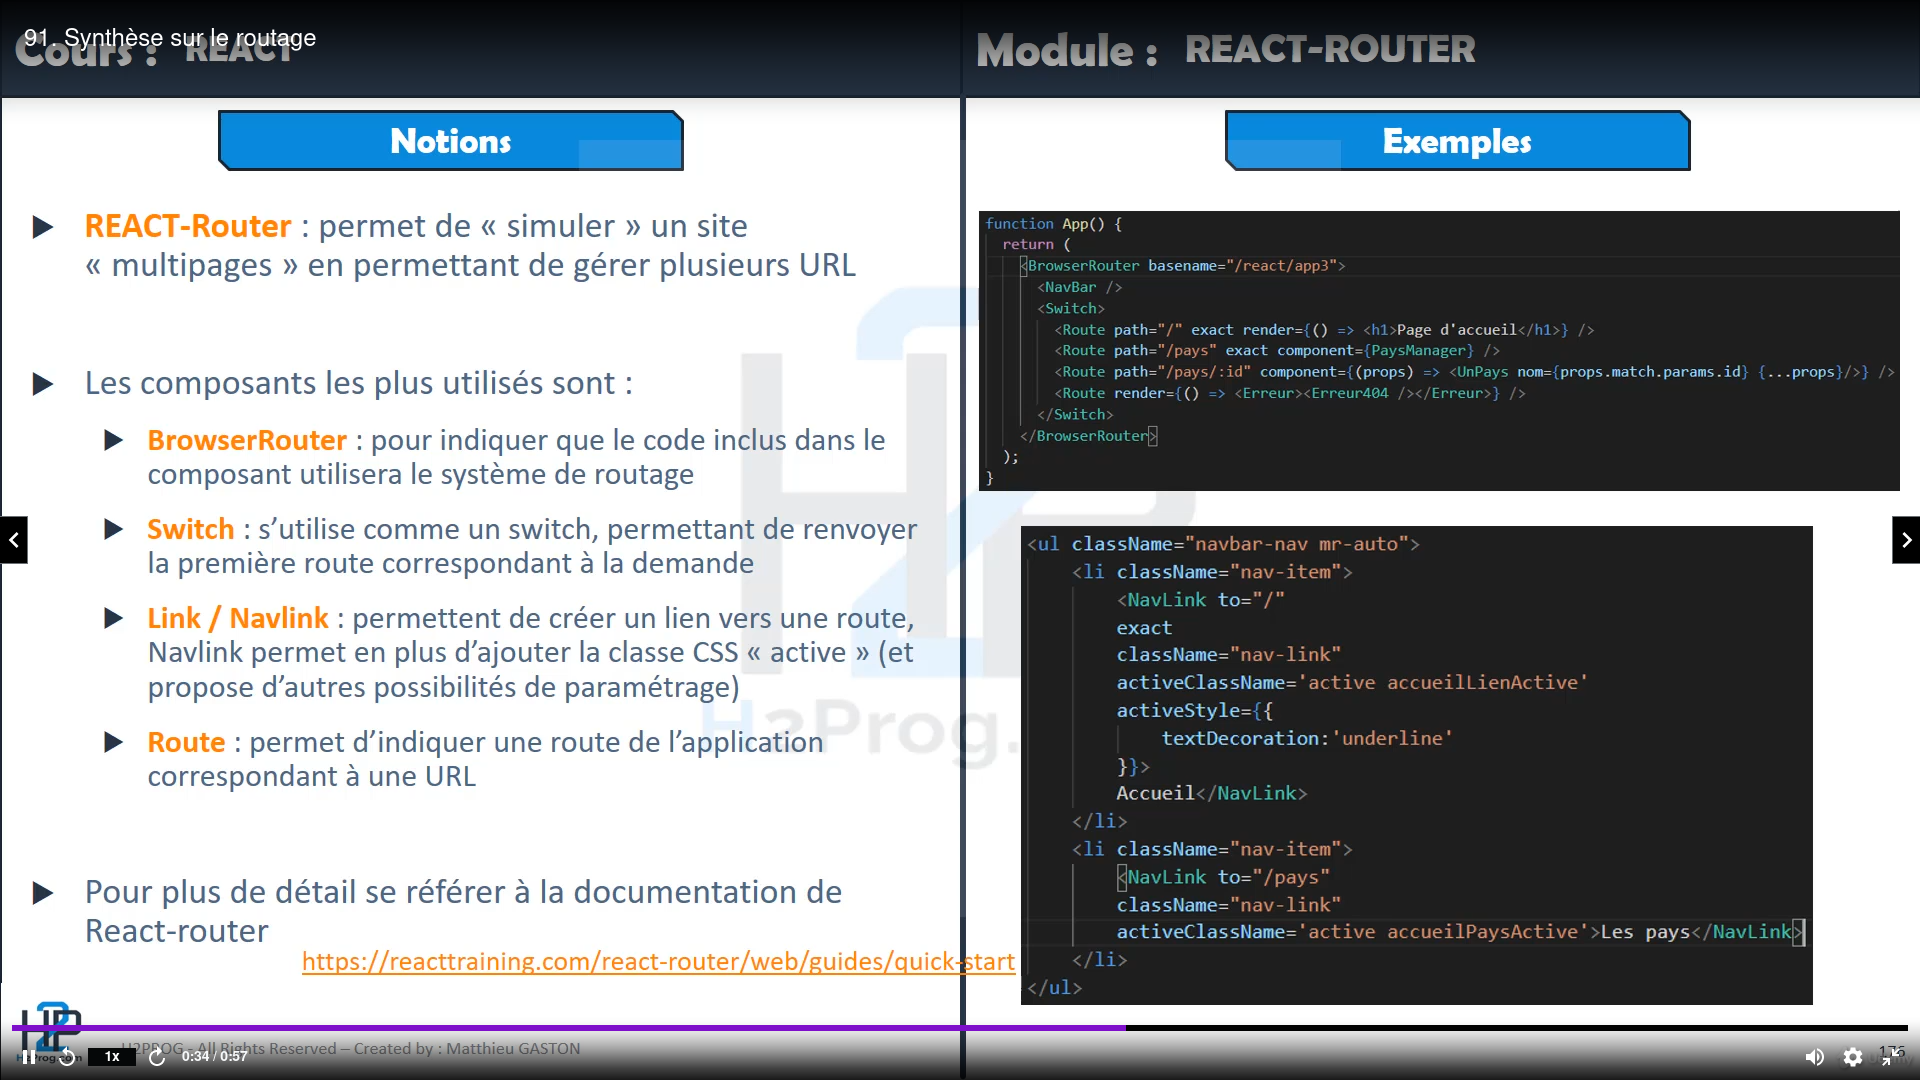 91. Synthèse sur le routage
Cours : REACT
Module : REACT-ROUTER
Notions
REACT-Router : permet de « simuler » un site
« multipages » en permettant de gérer plusieurs URL
Les composants les plus utilisés sont :
BrowserRouter : pour indiquer que le code inclus dans le
composant utilisera le système de routage
Switch : s’utilise comme un switch, permettant de renvoyer
la première route correspondant à la demande
Link / Navlink : permettent de créer un lien vers une route,
Navlink permet en plus d’ajouter la classe CSS « active » (et
propose d’autres possibilités de paramétrage)
Route : permet d’indiquer une route de l’application
correspondant à une URL
Pour plus de détail se référer à la documentation de
React-router
https://reacttraining.com/react-router/web/guides/quick-start
Exemples
function App() {
return (
<BrowserRouter basename="/react/app3">
<NavBar />
<Switch>
<Route path="/" exact render={() => <h1>Page d'accueil</h1>} />
<Route path="/pays" exact component={PaysManager} />
<Route path="/pays/:id" component={(props) => <UnPays nom={props.match.params.id} {...props}/>} />
<Route render={() => <Erreur><Erreur404 /></Erreur>} />
</Switch>
</BrowserRouter>
);
}
<ul className="navbar-nav mr-auto">
<li className="nav-item">
<NavLink to="/"
exact
className="nav-link"
activeClassName='active accueilLienActive'
activeStyle={{
textDecoration:'underline'
}}>
Accueil</NavLink>
</li>
<li className="nav-item">
<NavLink to="/pays"
className="nav-link"
activeClassName='active accueilPaysActive'>Les pays</NavLink>
</li>
</ul>
H2Prog.
H2P
H2Prog.com
H2PROG - All Rights Reserved – Created by : Matthieu GASTON
1x
0:34 / 0:57
176